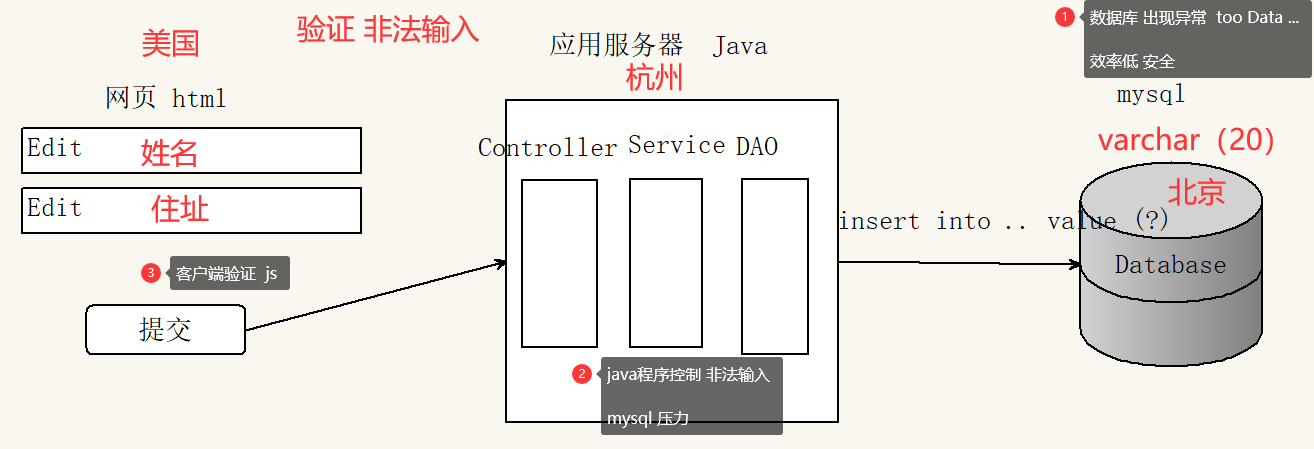 美国
验证 非法输入
应用服务器 Java
杭州
1
数据库 出现异常 too Data ...
效率低 安全
网页 html
mysql
Edit 姓名
Controller Service DAO
varchar（20）
Edit 住址
北京
insert into .. value (?)
3
客户端验证 js
Database
提交
2
java程序控制 非法输入
mysql 压力